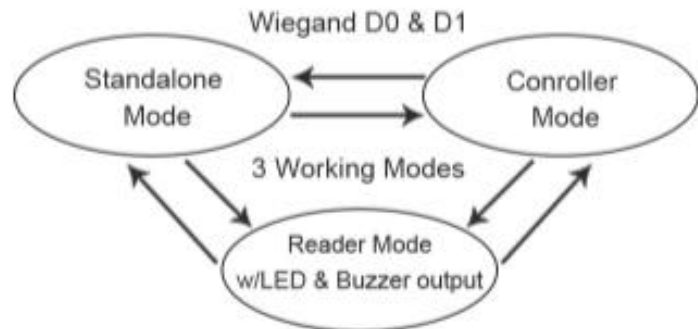 Wiegand D0 & D1
Standalone
Mode
Conroller
Mode
3 Working Modes
Reader Mode
w/LED & Buzzer output